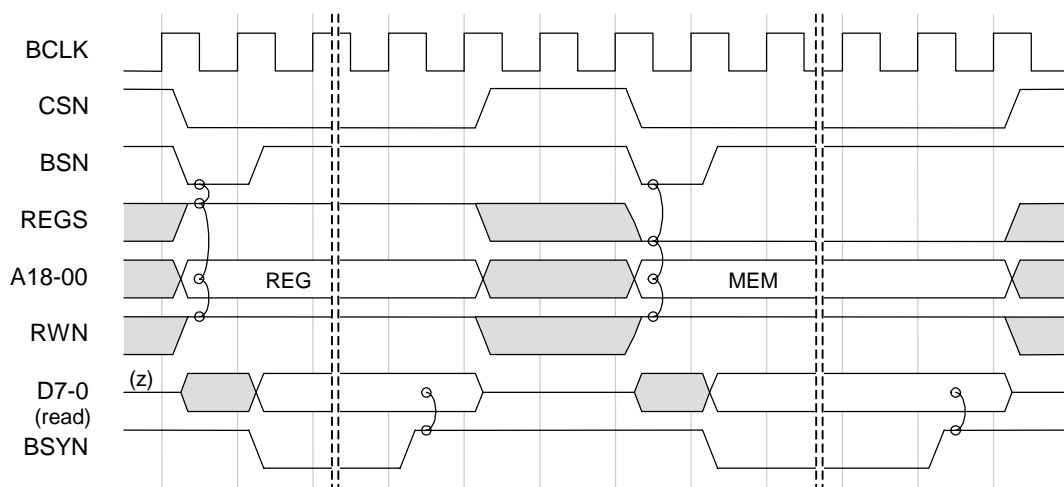 BCLK
CSN
BSN
REGS
A18-00
REG
MEM
RWN
(z)
D7-0
(read)
BSYN